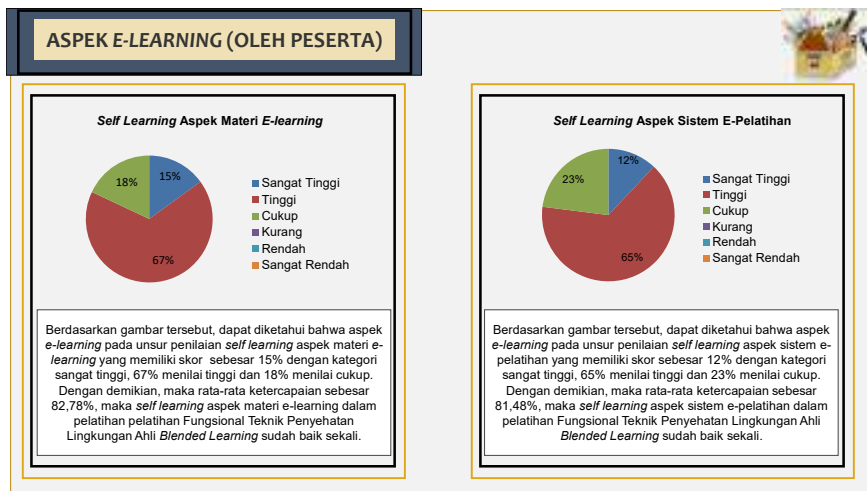 ASPEK E-LEARNING (OLEH PESERTA)
Self Learning Aspek Materi E-learning
15%
18%
67%
Sangat Tinggi
Tinggi
Cukup
Kurang
Rendah
Sangat Rendah
Berdasarkan gambar tersebut, dapat diketahui bahwa aspek
e-learning pada unsur penilaian self learning aspek materi e-
learning yang memiliki skor sebesar 15% dengan kategori
sangat tinggi, 67% menilai tinggi dan 18% menilai cukup.
Dengan demikian, maka rata-rata ketercapaian sebesar
82,78%, maka self learning aspek materi e-learning dalam
pelatihan pelatihan Fungsional Teknik Penyehatan
Lingkungan Ahli Blended Learning sudah baik sekali.
Self Learning Aspek Sistem E-Pelatihan
12%
23%
65%
Sangat Tinggi
Tinggi
Cukup
Kurang
Rendah
Sangat Rendah
Berdasarkan gambar tersebut, dapat diketahui bahwa aspek
e-learning pada unsur penilaian self learning aspek sistem e-
pelatihan yang memiliki skor sebesar 12% dengan kategori
sangat tinggi, 65% menilai tinggi dan 23% menilai cukup.
Dengan demikian, maka rata-rata ketercapaian sebesar
81,48%, maka self learning aspek sistem e-pelatihan dalam
pelatihan Fungsional Teknik Penyehatan Lingkungan Ahli
Blended Learning sudah baik sekali.